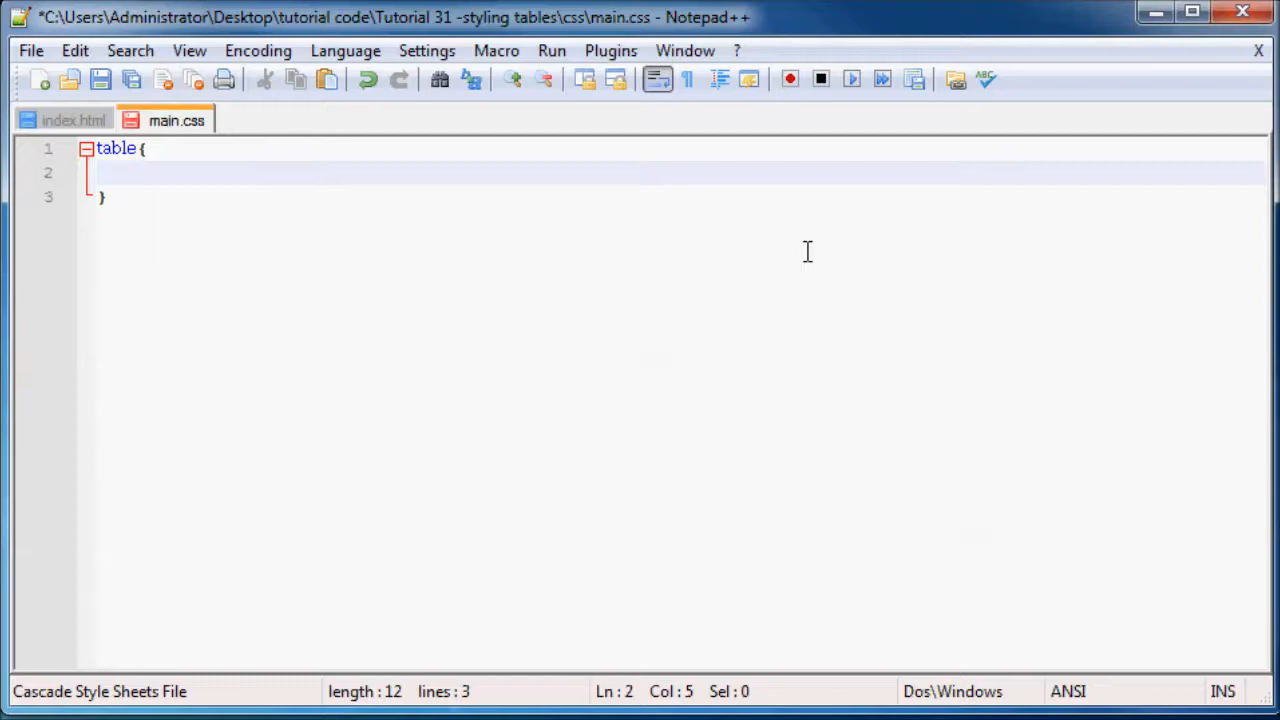 *C:\Users\Administrator\Desktop\tutorial code\Tutorial 31 -styling tables\css\main.css - Notepad++
File Edit Search View Encoding Language Settings Macro Run Plugins Window ? X
ABC
index.html main.css
1 table {
2
3 }
Cascade Style Sheets File length : 12 lines : 3 Ln : 2 Col : 5 Sel : 0 Dos\Windows ANSI INS